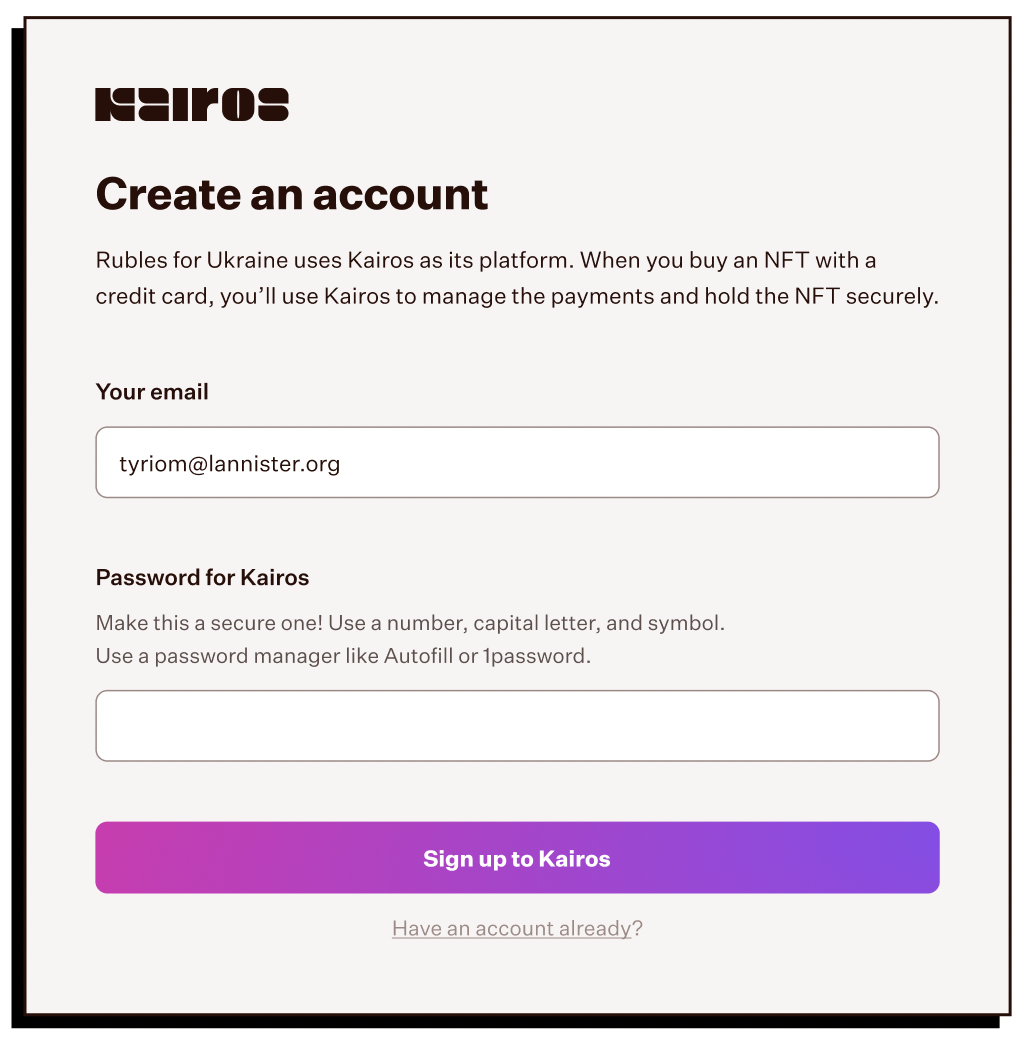 Kairos
Create an account
Rubles for Ukraine uses Kairos as its platform. When you buy an NFT with a
credit card, you’ll use Kairos to manage the payments and hold the NFT securely.
Your email
tyriom@lannister.org
Password for Kairos
Make this a secure one! Use a number, capital letter, and symbol.
Use a password manager like Autofill or 1password.
Sign up to Kairos
Have an account already?